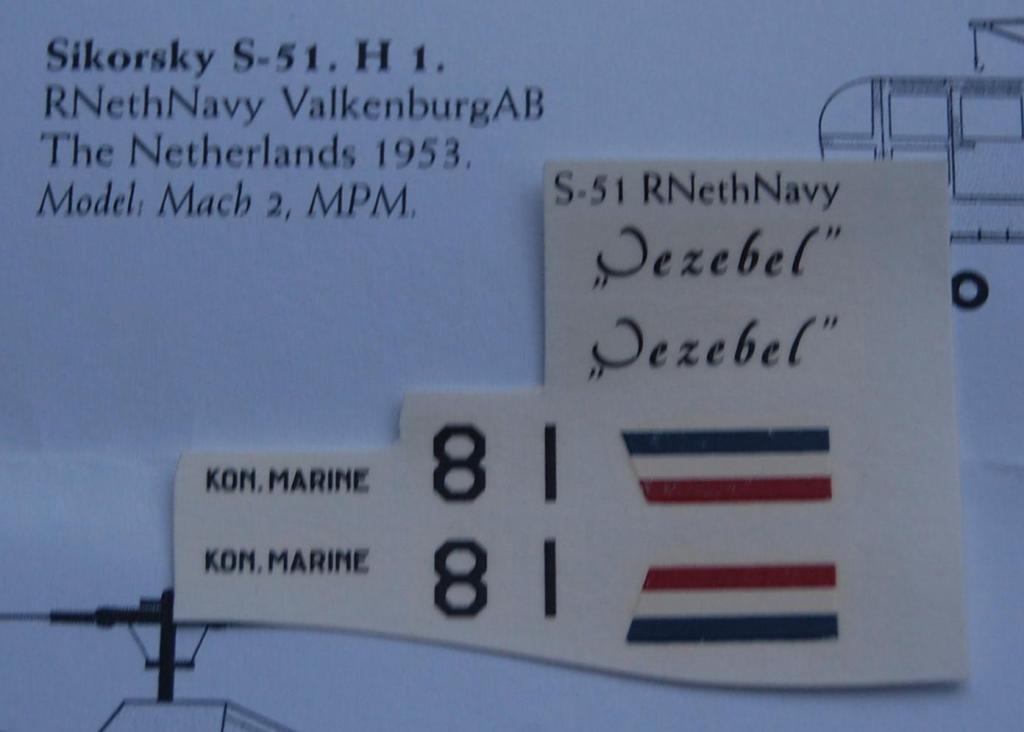 Sikorsky S-51. H 1.
RNethNavy ValkenburgAB
The Netherlands 1953.
Model: Mach 2, MPM.
S-51 RNethNavy
„Jezebel”
„Jezebel”
KON. MARINE 8 1
KON. MARINE 8 1